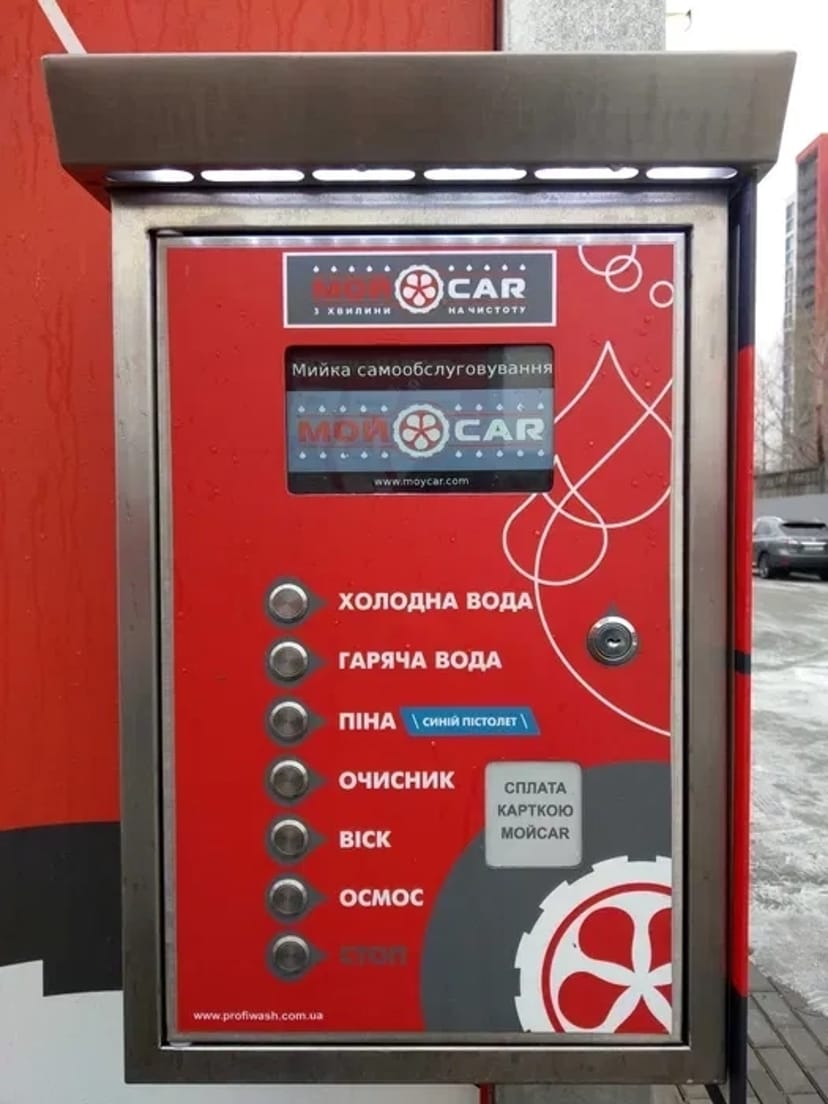 МОЙ CAR
3 ХВИЛИНИ НА ЧИСТОТУ
Мийка самообслуговування
МОЙ CAR
www.moycar.com
ХОЛОДНА ВОДА
ГАРЯЧА ВОДА
ПІНА \ СИНІЙ ПІСТОЛЕТ \
ОЧИСНИК
ВІСК
ОСМОС
СТОП
СПЛАТА
КАРТКОЮ
МОЙCAR
www.profiwash.com.ua